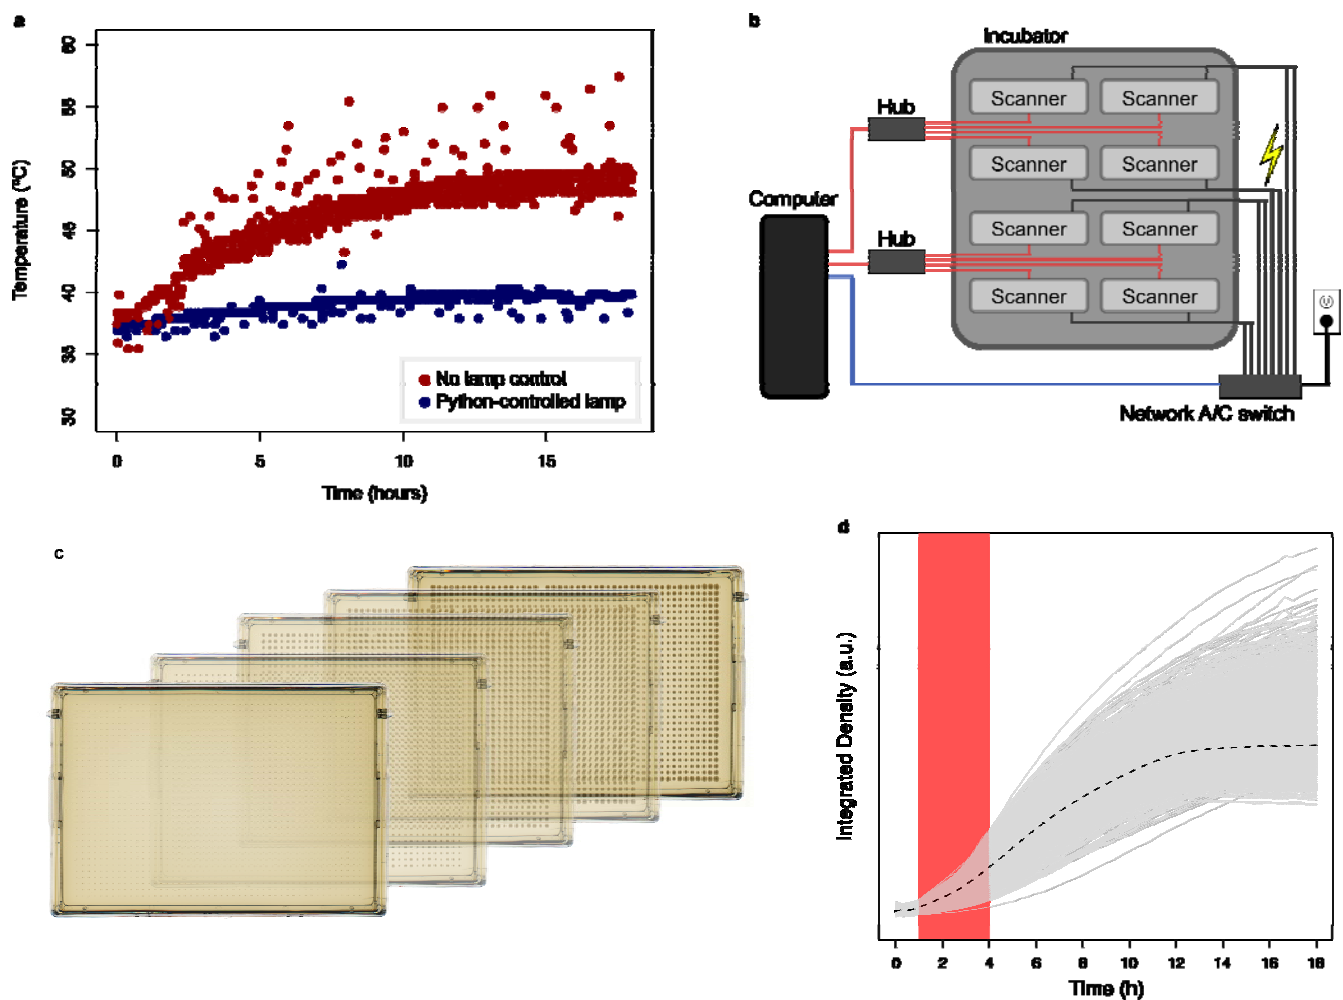 a
60
55
50
45
40
35
30
Temperature (ºC)
No lamp control
Python-controlled lamp
0 5 10 15
Time (hours)
b
Incubator
Scanner Scanner
Hub
Scanner Scanner
Computer
Scanner Scanner
Hub
Scanner Scanner
Network A/C switch
c
d
Integrated Density (a.u.)
0 2 4 6 8 10 12 14 16 18
Time (h)